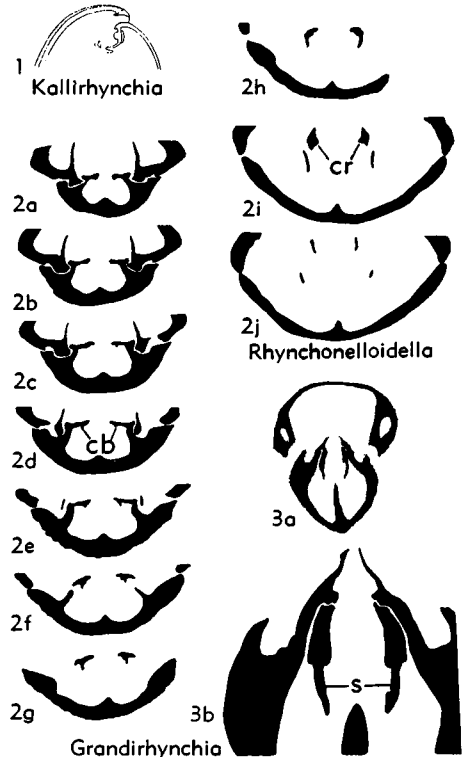 1
Kallirhynchia
2a
2b
2c
cb
2d
2e
2f
2g
2h
cr
2i
2j
Rhynchonelloidella
3a
s
3b
Grandirhynchia